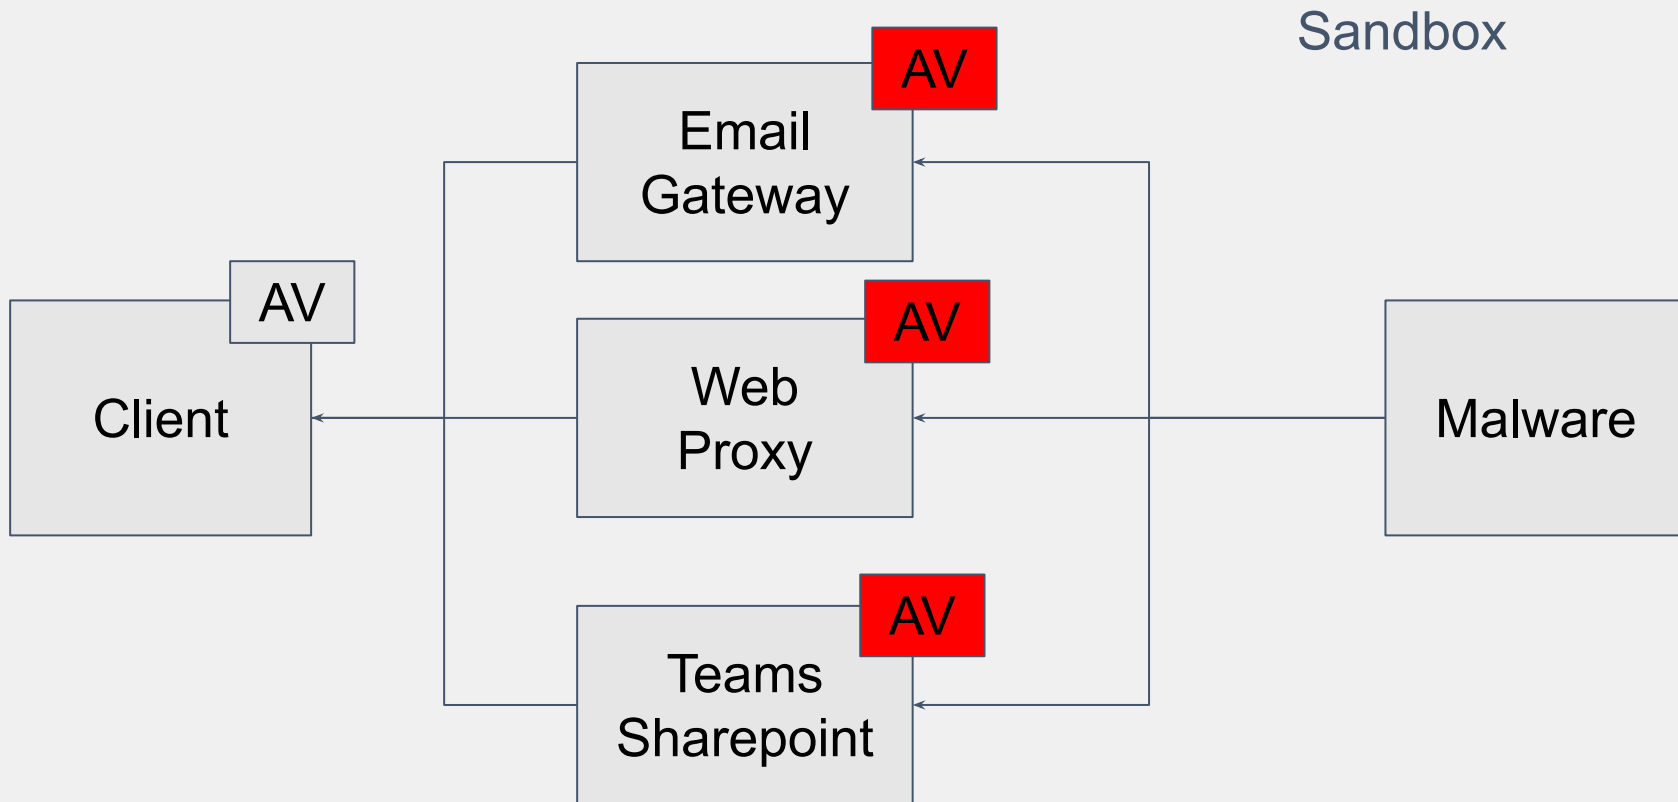 Sandbox
AV
Email
Gateway
AV
Client
AV
Web
Proxy
Malware
AV
Teams
Sharepoint